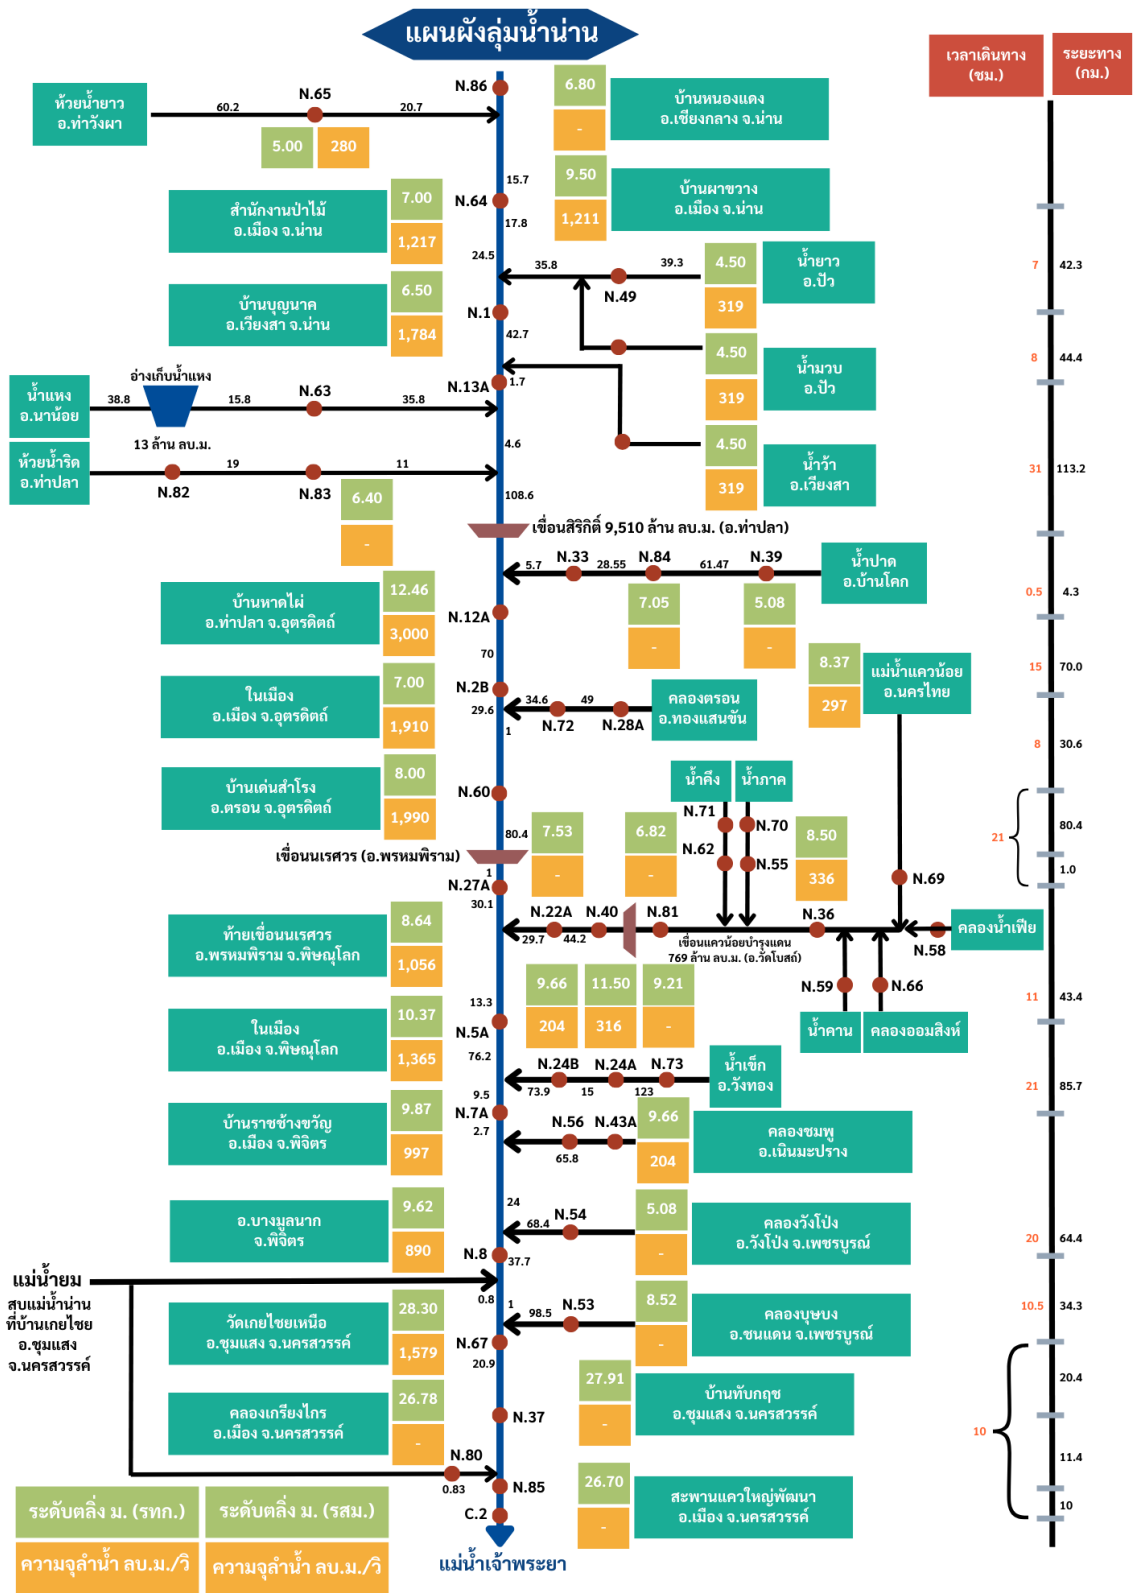 แผนผังลุ่มน้ำน่าน
เวลาเดินทาง
(ชม.)
ระยะทาง
(กม.)
ห้วยน้ำยาว
อ.ท่าวังผา
60.2
N.65
20.7
5.00
280
N.86
6.80
-
บ้านหนองแดง
อ.เชียงกลาง จ.น่าน
15.7
9.50
1,211
บ้านผาขวาง
อ.เมือง จ.น่าน
สำนักงานป่าไม้
อ.เมือง จ.น่าน
7.00
1,217
N.64
17.8
24.5
35.8
39.3
N.49
4.50
319
น้ำยาว
อ.ปัว
7
42.3
บ้านบุญนาค
อ.เวียงสา จ.น่าน
6.50
1,784
N.1
42.7
4.50
319
น้ำมวบ
อ.ปัว
8
44.4
น้ำแหง
อ.นาน้อย
38.8
อ่างเก็บน้ำแหง
13 ล้าน ลบ.ม.
15.8
N.63
35.8
N.13A
1.7
4.6
4.50
319
น้ำว้า
อ.เวียงสา
31
113.2
ห้วยน้ำริด
อ.ท่าปลา
N.82
19
N.83
11
6.40
-
108.6
เขื่อนสิริกิติ์ 9,510 ล้าน ลบ.ม. (อ.ท่าปลา)
5.7
N.33
28.55
N.84
61.47
N.39
น้ำปาด
อ.บ้านโคก
7.05
-
5.08
-
0.5
4.3
บ้านหาดไผ่
อ.ท่าปลา จ.อุตรดิตถ์
12.46
3,000
N.12A
70
8.37
297
แม่น้ำแควน้อย
อ.นครไทย
15
70.0
ในเมือง
อ.เมือง จ.อุตรดิตถ์
7.00
1,910
N.2B
29.6
34.6
49
N.72
N.28A
คลองตรอน
อ.ทองแสนขัน
1
8
30.6
บ้านเด่นสำโรง
อ.ตรอน จ.อุตรดิตถ์
8.00
1,990
N.60
80.4
น้ำคึง
น้ำภาค
N.71
N.70
N.62
N.55
7.53
-
6.82
-
8.50
336
21
80.4
1.0
เขื่อนนเรศวร (อ.พรหมพิราม)
1
N.27A
30.1
N.69
N.22A
N.40
N.81
N.36
29.7
44.2
เขื่อนแควน้อยบำรุงแดน
769 ล้าน ลบ.ม. (อ.วัดโบสถ์)
N.58
คลองน้ำเฟี้ย
ท้ายเขื่อนนเรศวร
อ.พรหมพิราม จ.พิษณุโลก
8.64
1,056
N.59
N.66
น้ำคาน
คลองออมสิงห์
13.3
9.66
204
11.50
316
9.21
-
11
43.4
ในเมือง
อ.เมือง จ.พิษณุโลก
10.37
1,365
N.5A
76.2
N.24B
N.24A
N.73
73.9
15
123
น้ำเข็ก
อ.วังทอง
21
85.7
9.5
บ้านราชช้างขวัญ
อ.เมือง จ.พิจิตร
9.87
997
N.7A
2.7
N.56
N.43A
65.8
9.66
204
คลองชมพู
อ.เนินมะปราง
24
อ.บางมูลนาก
จ.พิจิตร
9.62
890
N.8
37.7
68.4
N.54
5.08
-
คลองวังโป่ง
อ.วังโป่ง จ.เพชรบูรณ์
20
64.4
แม่น้ำยม
สบแม่น้ำน่าน
ที่บ้านเกยไชย
อ.ชุมแสง
จ.นครสวรรค์
0.8
1
98.5
N.53
8.52
-
คลองบุษบง
อ.ชนแดน จ.เพชรบูรณ์
10.5
34.3
วัดเกยไชยเหนือ
อ.ชุมแสง จ.นครสวรรค์
28.30
1,579
N.67
20.9
คลองเกรียงไกร
อ.เมือง จ.นครสวรรค์
26.78
-
N.37
27.91
-
บ้านทับกฤช
อ.ชุมแสง จ.นครสวรรค์
20.4
10
11.4
N.80
0.83
N.85
26.70
-
สะพานแควใหญ่พัฒนา
อ.เมือง จ.นครสวรรค์
10
C.2
แม่น้ำเจ้าพระยา
ระดับตลิ่ง ม. (รทก.)
ระดับตลิ่ง ม. (รสม.)
ความจุลำน้ำ ลบ.ม./วิ
ความจุลำน้ำ ลบ.ม./วิ